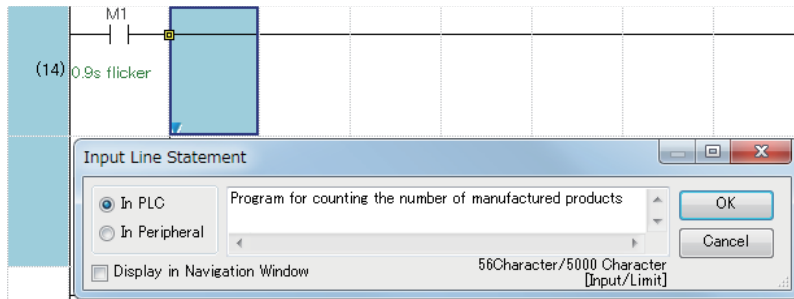 M1
(14)
0.9s flicker
Input Line Statement
In PLC
In Peripheral
Program for counting the number of manufactured products
OK
Cancel
Display in Navigation Window
56Character/5000 Character
[Input/Limit]